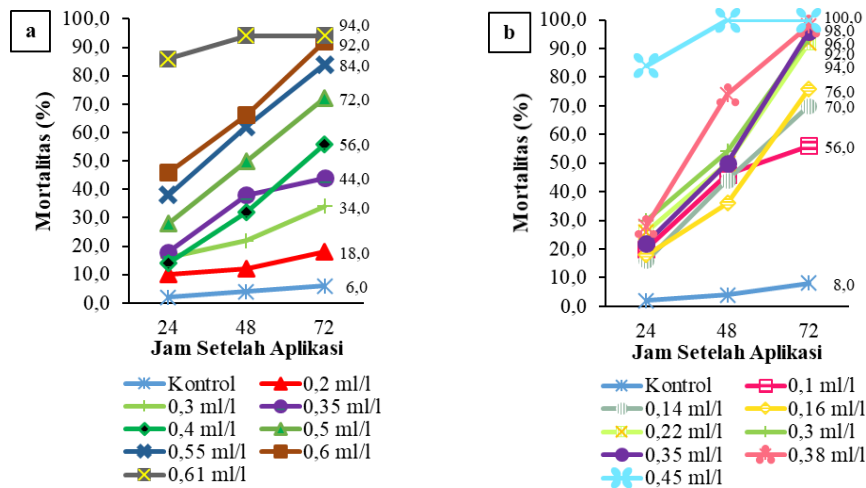 a
Mortalitas (%)
100,0
90,0
80,0
70,0
60,0
50,0
40,0
30,0
20,0
10,0
0,0
94,0
92,0
84,0
72,0
56,0
44,0
34,0
18,0
6,0
24 48 72
Jam Setelah Aplikasi
Kontrol 0,2 ml/l
0,3 ml/l 0,35 ml/l
0,4 ml/l 0,5 ml/l
0,55 ml/l 0,6 ml/l
0,61 ml/l
b
Mortalitas (%)
100,0
90,0
80,0
70,0
60,0
50,0
40,0
30,0
20,0
10,0
0,0
100,0
98,0
96,0
92,0
94,0
76,0
70,0
56,0
8,0
24 48 72
Jam Setelah Aplikasi
Kontrol 0,1 ml/l
0,14 ml/l 0,16 ml/l
0,22 ml/l 0,3 ml/l
0,35 ml/l 0,38 ml/l
0,45 ml/l